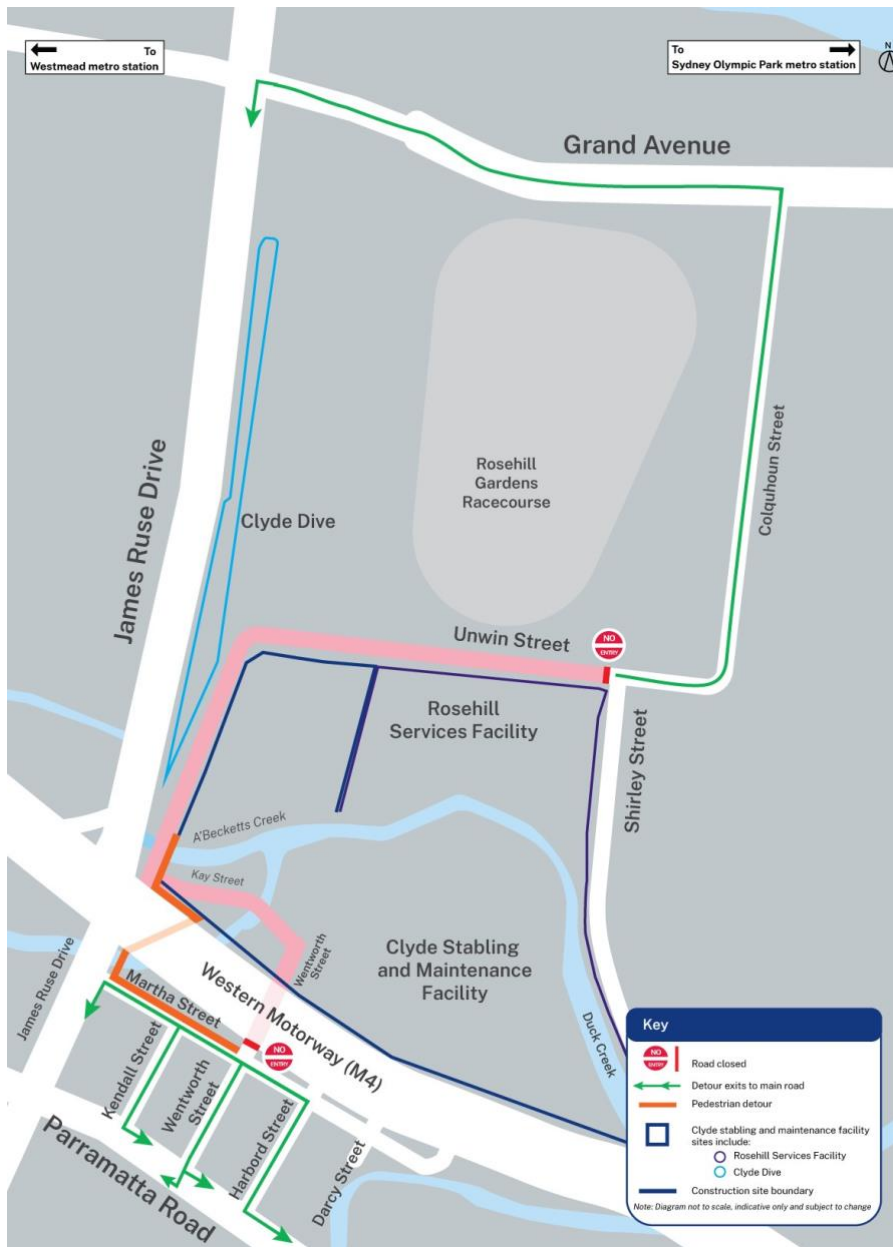 To
Westmead metro station
To
Sydney Olympic Park metro station
N
Grand Avenue
James Ruse Drive
Colquhoun Street
Rosehill
Gardens
Racecourse
Clyde Dive
Unwin Street
NO
ENTRY
Rosehill
Services Facility
Shirley Street
A'Becketts Creek
Kay Street
Wentworth
Street
Clyde Stabling
and Maintenance
Facility
James Ruse Drive
Martha Street
Western Motorway (M4)
Duck Creek
NO
ENTRY
Kendall Street
Wentworth
Street
Harbord Street
Darcy Street
Parramatta Road
Key
NO
ENTRY
Road closed
Detour exits to main road
Pedestrian detour
Clyde stabling and maintenance facility
sites include:
Rosehill Services Facility
Clyde Dive
Construction site boundary
Note: Diagram not to scale, indicative only and subject to change